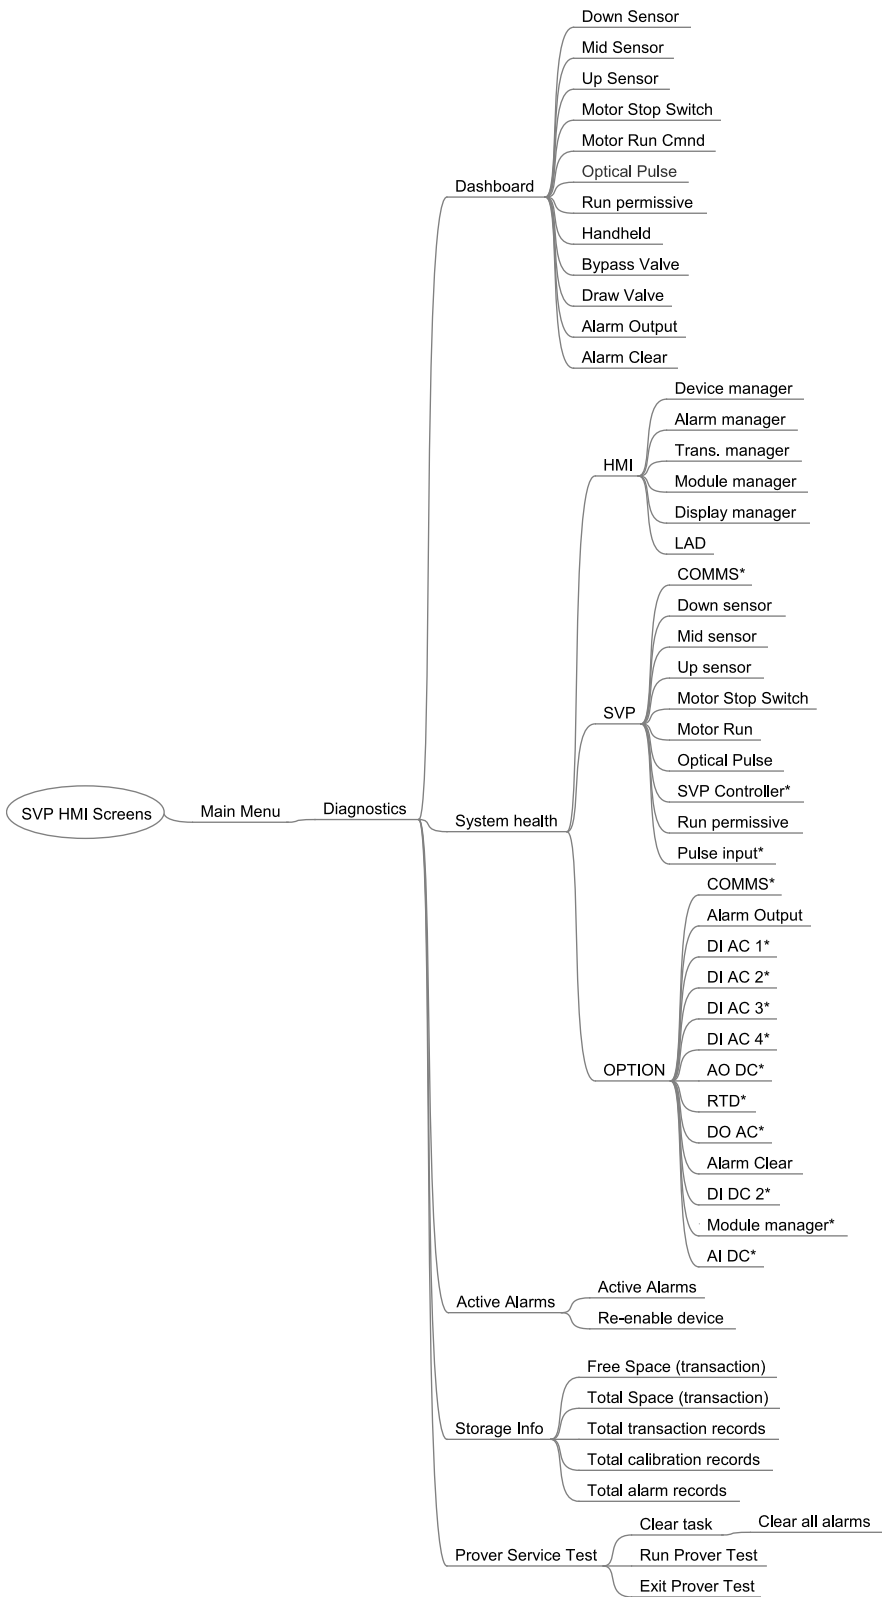 Down Sensor
Mid Sensor
Up Sensor
Motor Stop Switch
Motor Run Cmnd
Optical Pulse
Dashboard
Run permissive
Handheld
Bypass Valve
Draw Valve
Alarm Output
Alarm Clear
Device manager
Alarm manager
Trans. manager
HMI
Module manager
Display manager
LAD
COMMS*
Down sensor
Mid sensor
Up sensor
Motor Stop Switch
SVP
Motor Run
Optical Pulse
SVP Controller*
Run permissive
Pulse input*
SVP HMI Screens
Main Menu
Diagnostics
System health
COMMS*
Alarm Output
DI AC 1*
DI AC 2*
DI AC 3*
DI AC 4*
OPTION
AO DC*
RTD*
DO AC*
Alarm Clear
DI DC 2*
Module manager*
AI DC*
Active Alarms
Active Alarms
Re-enable device
Free Space (transaction)
Total Space (transaction)
Storage Info
Total transaction records
Total calibration records
Total alarm records
Clear task
Clear all alarms
Prover Service Test
Run Prover Test
Exit Prover Test